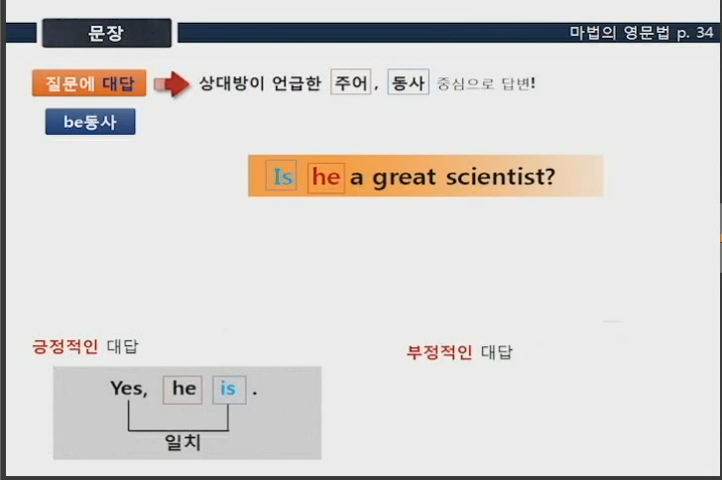 문장
마법의 영문법 p. 34
질문에 대답 상대방이 언급한 주어, 동사 중심으로 답변!
be동사
Is he a great scientist?
긍정적인 대답
부정적인 대답
Yes, he is .
일치